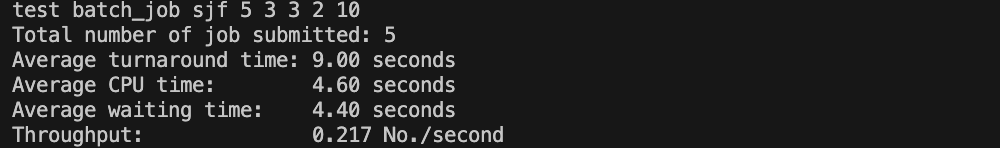 test batch_job sjf 5 3 3 2 10
Total number of job submitted: 5
Average turnaround time: 9.00 seconds
Average CPU time:        4.60 seconds
Average waiting time:    4.40 seconds
Throughput:              0.217 No./second